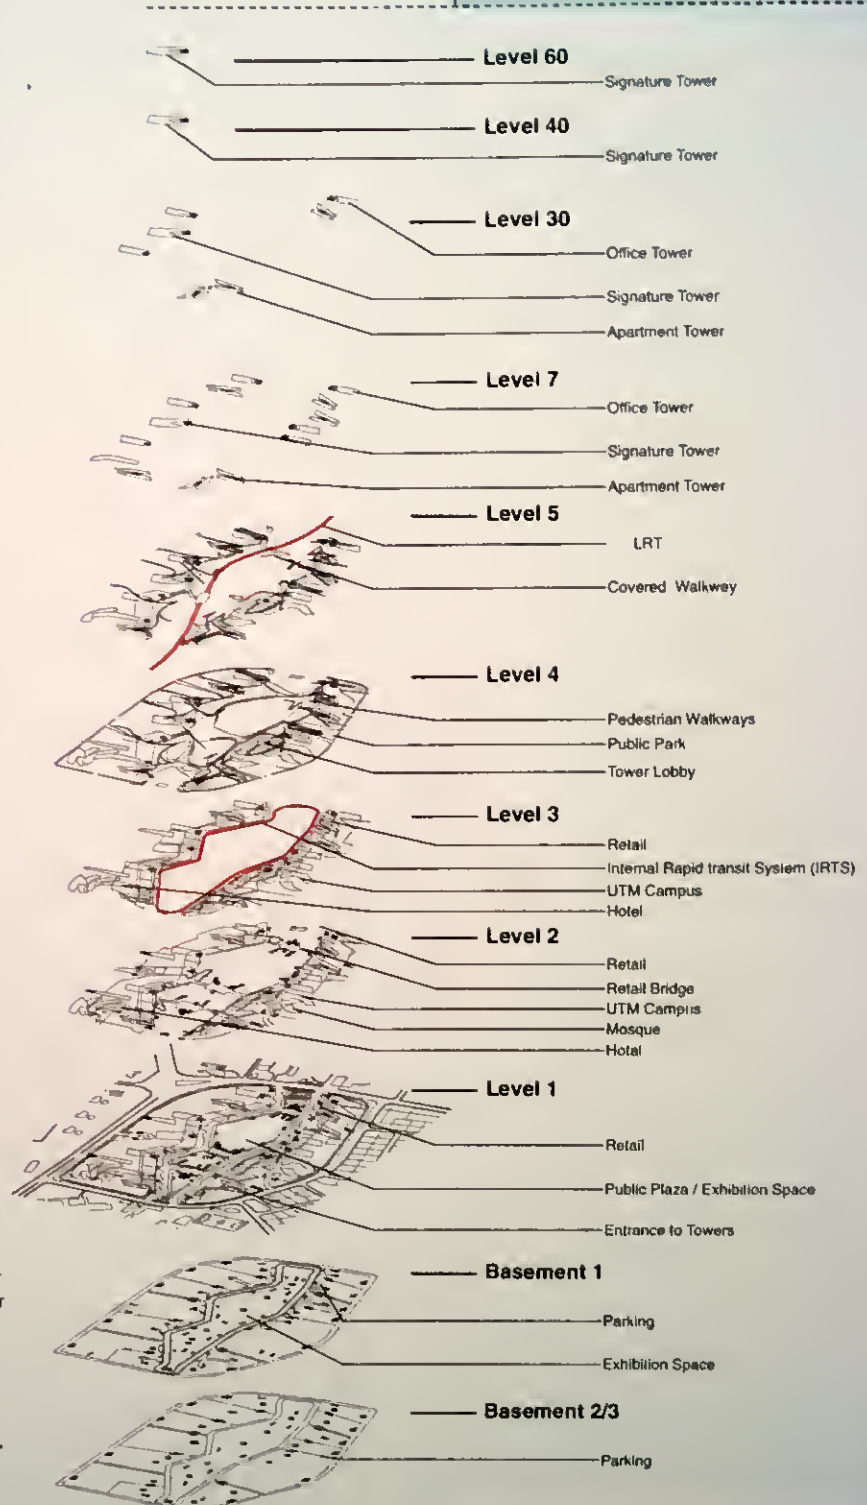 Level 60
Signature Tower
Level 40
Signature Tower
Level 30
Office Tower
Signature Tower
Apartment Tower
Level 7
Office Tower
Signature Tower
Apartment Tower
Level 5
LRT
Covered Walkway
Level 4
Pedestrian Walkways
Public Park
Tower Lobby
Level 3
Retail
Internal Rapid transit System (IRTS)
UTM Campus
Hotel
Level 2
Retail
Retail Bridge
UTM Campus
Mosque
Hotal
Level 1
Retail
Public Plaza / Exhibition Space
Entrance to Towers
Basement 1
Parking
Exhibition Space
Basement 2/3
Parking